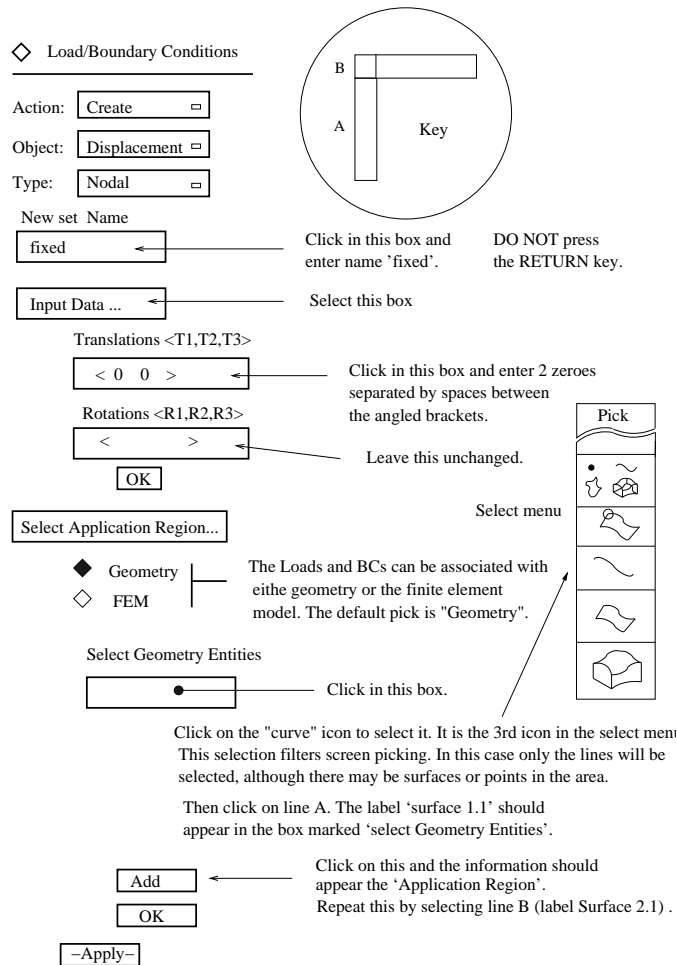 Load/Boundary Conditions
B
A
Key
Action: Create
Object: Displacement
Type: Nodal
New set Name
fixed
Click in this box and
enter name 'fixed'.
DO NOT press
the RETURN key.
Input Data ...
Select this box
Translations <T1,T2,T3>
< 0 0 >
Click in this box and enter 2 zeroes
separated by spaces between
the angled brackets.
Rotations <R1,R2,R3>
< >
Leave this unchanged.
OK
Pick
Select menu
Select Application Region...
Geometry
FEM
The Loads and BCs can be associated with
eithe geometry or the finite element
model. The default pick is "Geometry".
Select Geometry Entities
Click in this box.
Click on the "curve" icon to select it. It is the 3rd icon in the select menu
This selection filters screen picking. In this case only the lines will be
selected, although there may be surfaces or points in the area.
Then click on line A. The label ‘surface 1.1’ should
appear in the box marked ‘select Geometry Entities’.
Add
Click on this and the information should
appear the ‘Application Region’.
OK
Repeat this by selecting line B (label Surface 2.1) .
–Apply–